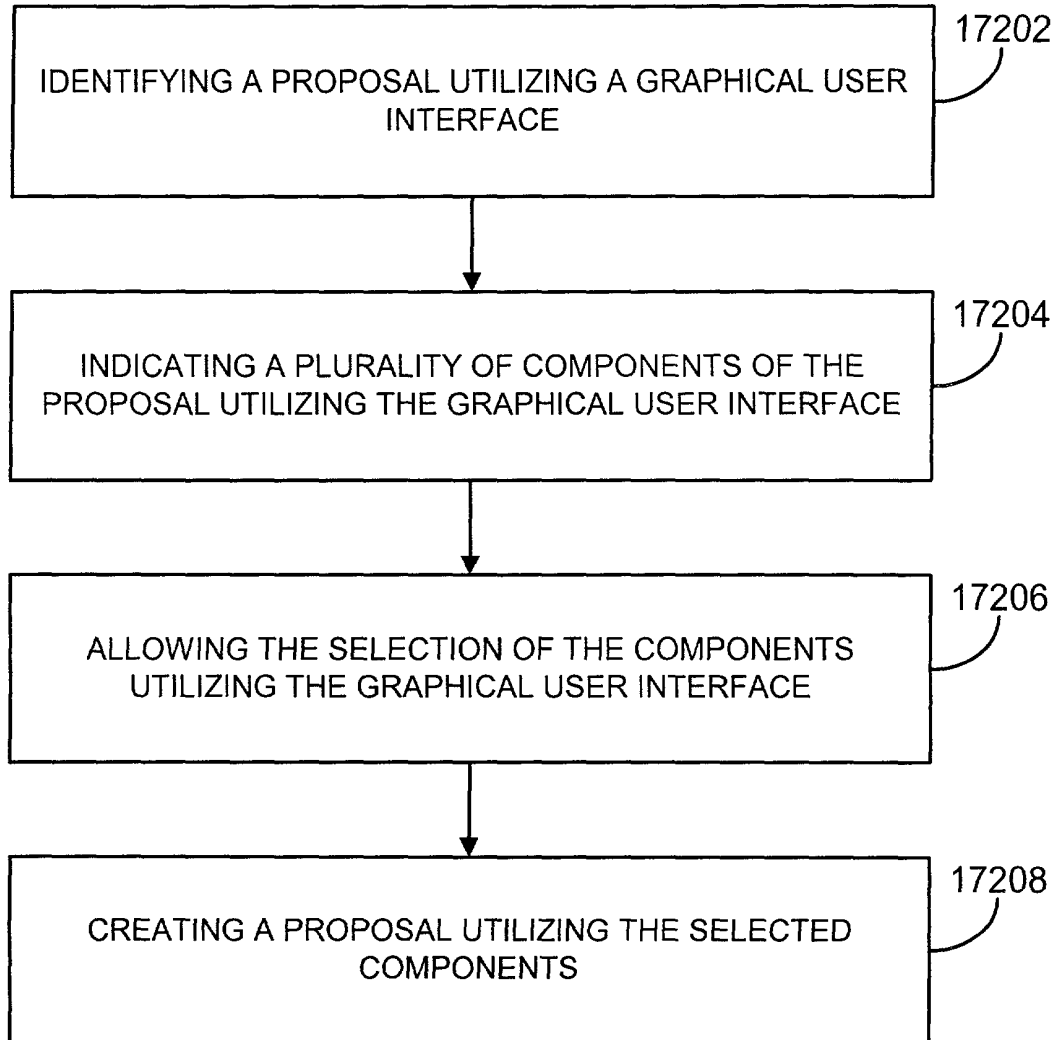 17202
IDENTIFYING A PROPOSAL UTILIZING A GRAPHICAL USER
INTERFACE
17204
INDICATING A PLURALITY OF COMPONENTS OF THE
PROPOSAL UTILIZING THE GRAPHICAL USER INTERFACE
17206
ALLOWING THE SELECTION OF THE COMPONENTS
UTILIZING THE GRAPHICAL USER INTERFACE
17208
CREATING A PROPOSAL UTILIZING THE SELECTED
COMPONENTS